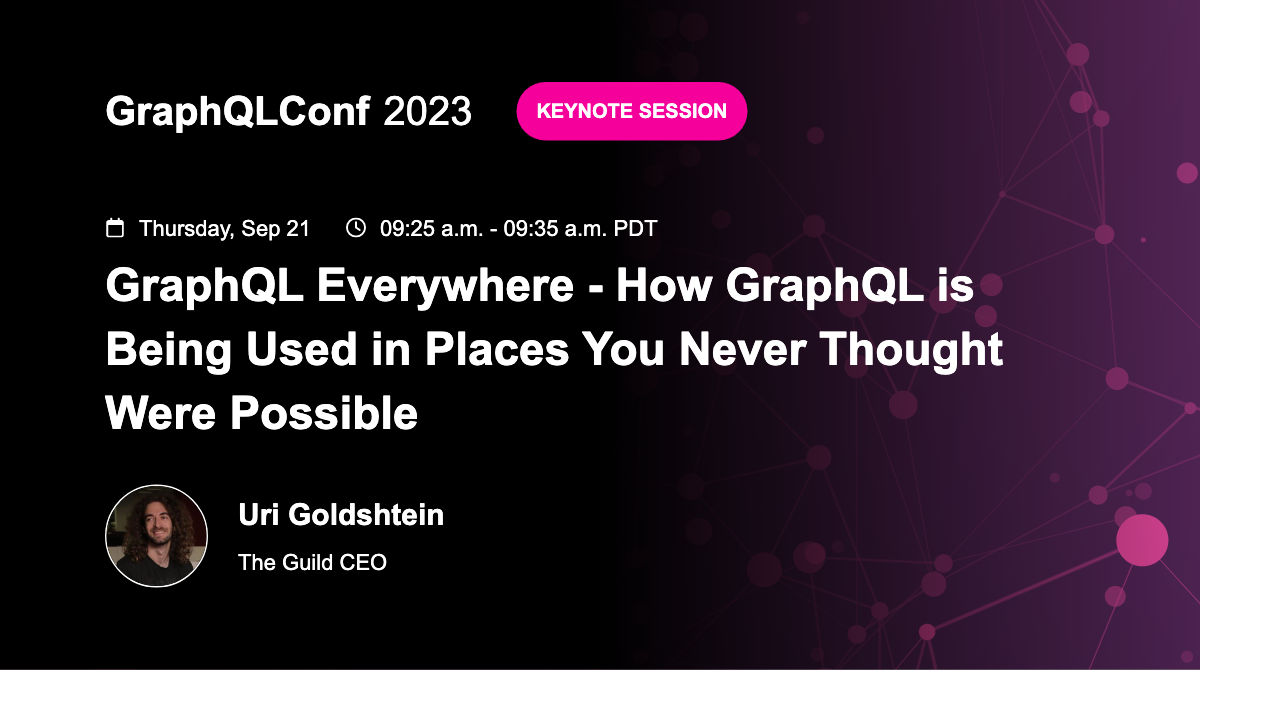 GraphQLConf 2023
KEYNOTE SESSION
Thursday, Sep 21
09:25 a.m. - 09:35 a.m. PDT
GraphQL Everywhere - How GraphQL is
Being Used in Places You Never Thought
Were Possible
Uri Goldshtein
The Guild CEO